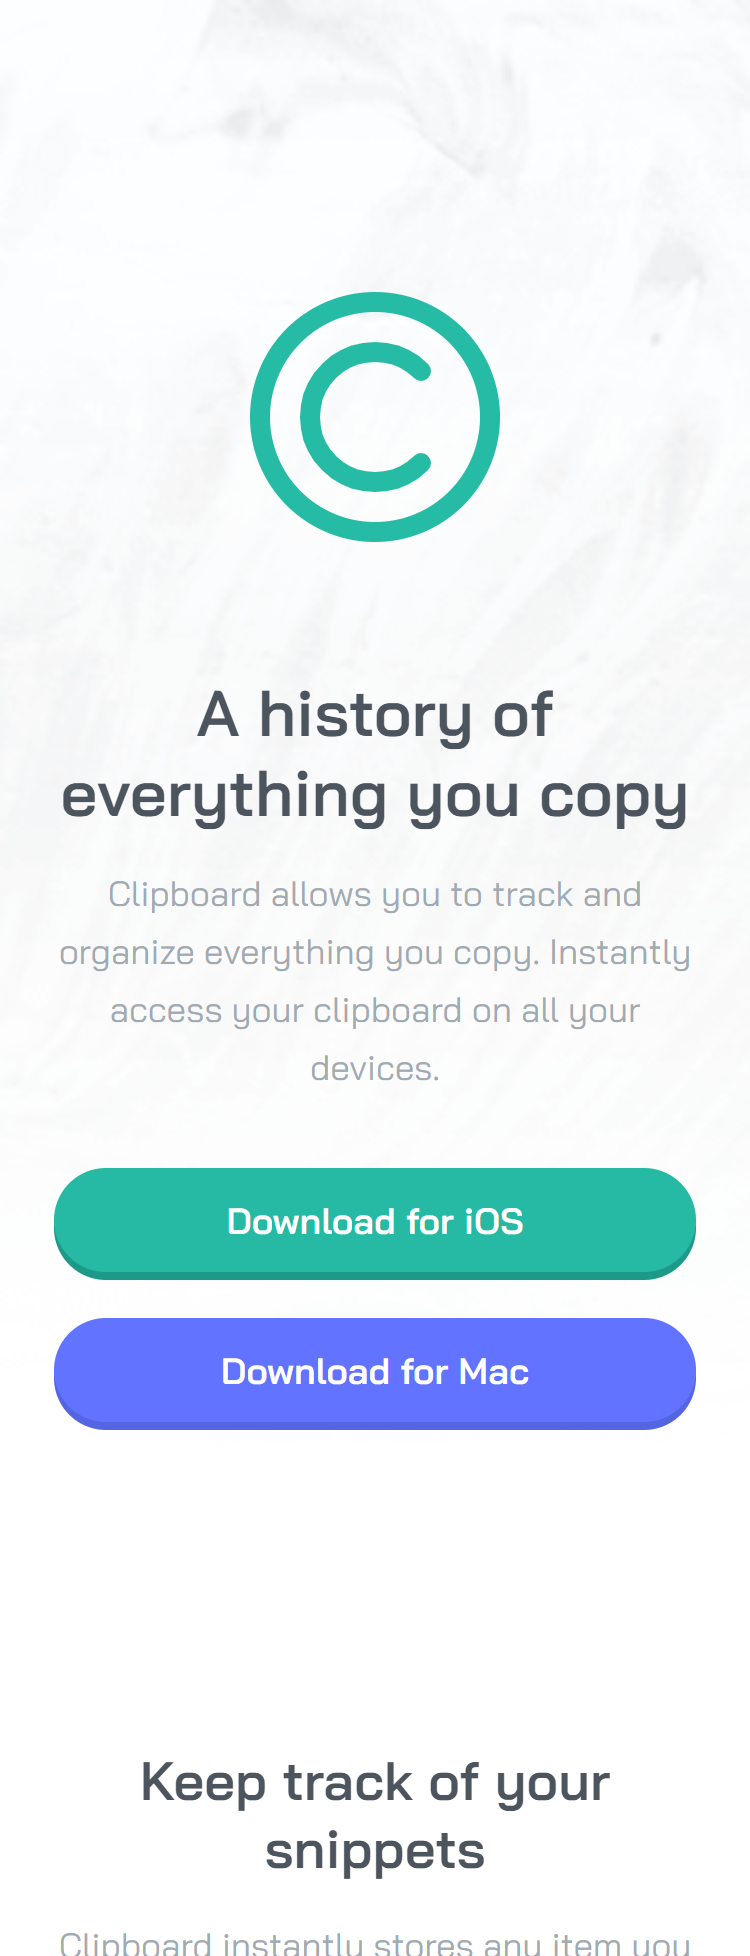 A history of
everything you copy
Clipboard allows you to track and
organize everything you copy. Instantly
access your clipboard on all your
devices.
Download for iOS
Download for Mac
Keep track of your
snippets
Clipboard instantly stores any item you